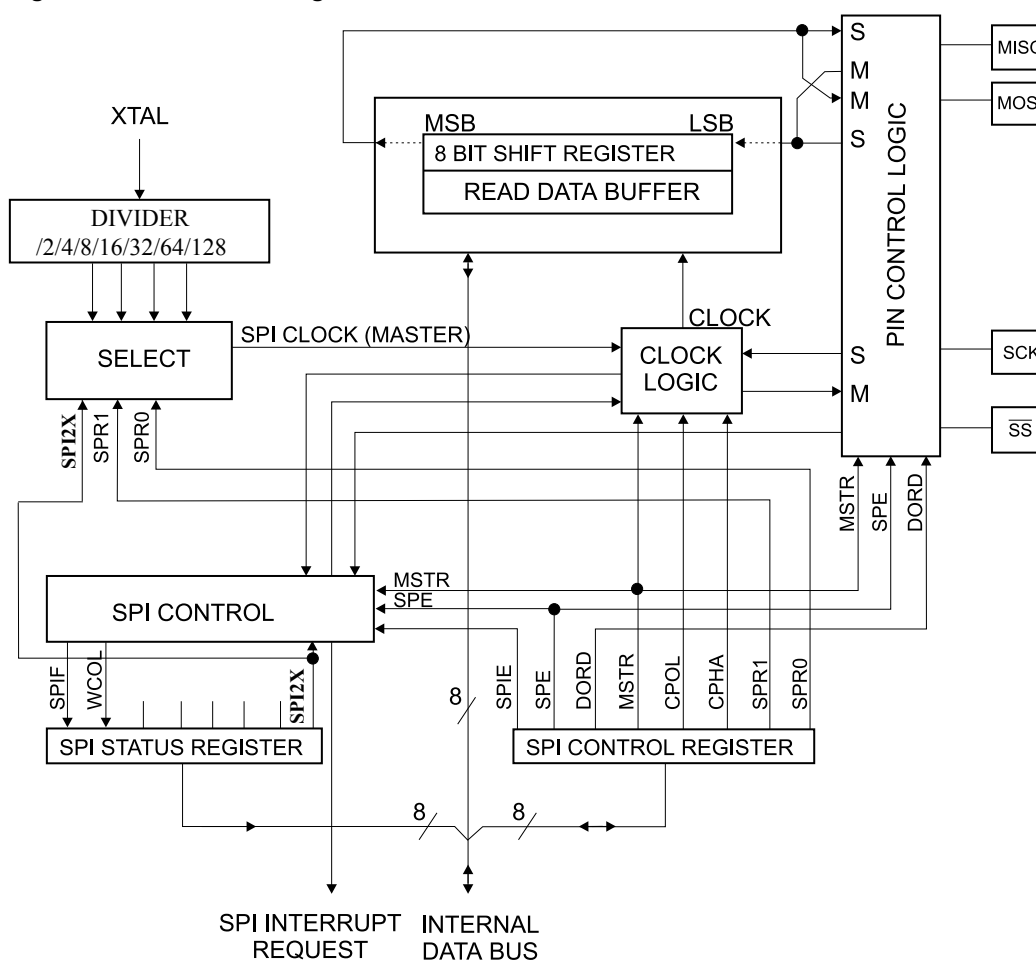 S
MISO
M
M
MOSI
S
XTAL
MSB
LSB
8 BIT SHIFT REGISTER
READ DATA BUFFER
PIN CONTROL LOGIC
DIVIDER
/2/4/8/16/32/64/128
SPI CLOCK (MASTER)
CLOCK
SELECT
CLOCK
LOGIC
S
SCK
M
SS
SPI2X
SPR1
SPR0
MSTR
SPE
DORD
MSTR
SPE
SPI CONTROL
SPIF
WCOL
SPI2X
8
SPIE
SPE
DORD
MSTR
CPOL
CPHA
SPR1
SPR0
SPI STATUS REGISTER
SPI CONTROL REGISTER
8
8
SPI INTERRUPT
REQUEST
INTERNAL
DATA BUS